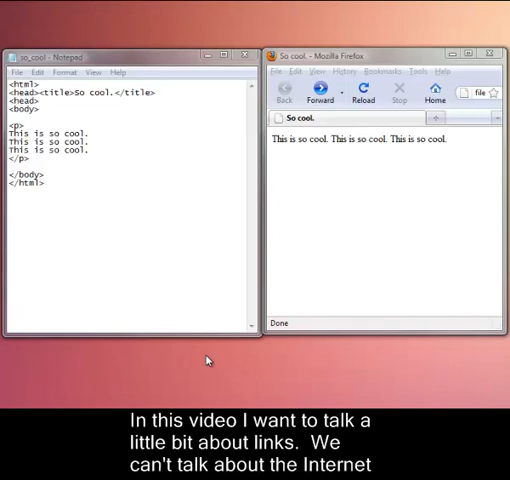 so_cool - Notepad
File Edit Format View Help
<html>
<head><title>So cool.</title>
<head>
<body>
<p>
This is so cool.
This is so cool.
This is so cool.
</p>
</body>
</html>
So cool. - Mozilla Firefox
File Edit View History Bookmarks Tools Help
Back Forward Reload Stop Home file
So cool.
This is so cool. This is so cool. This is so cool.
Done
In this video I want to talk a
little bit about links. We
can't talk about the Internet